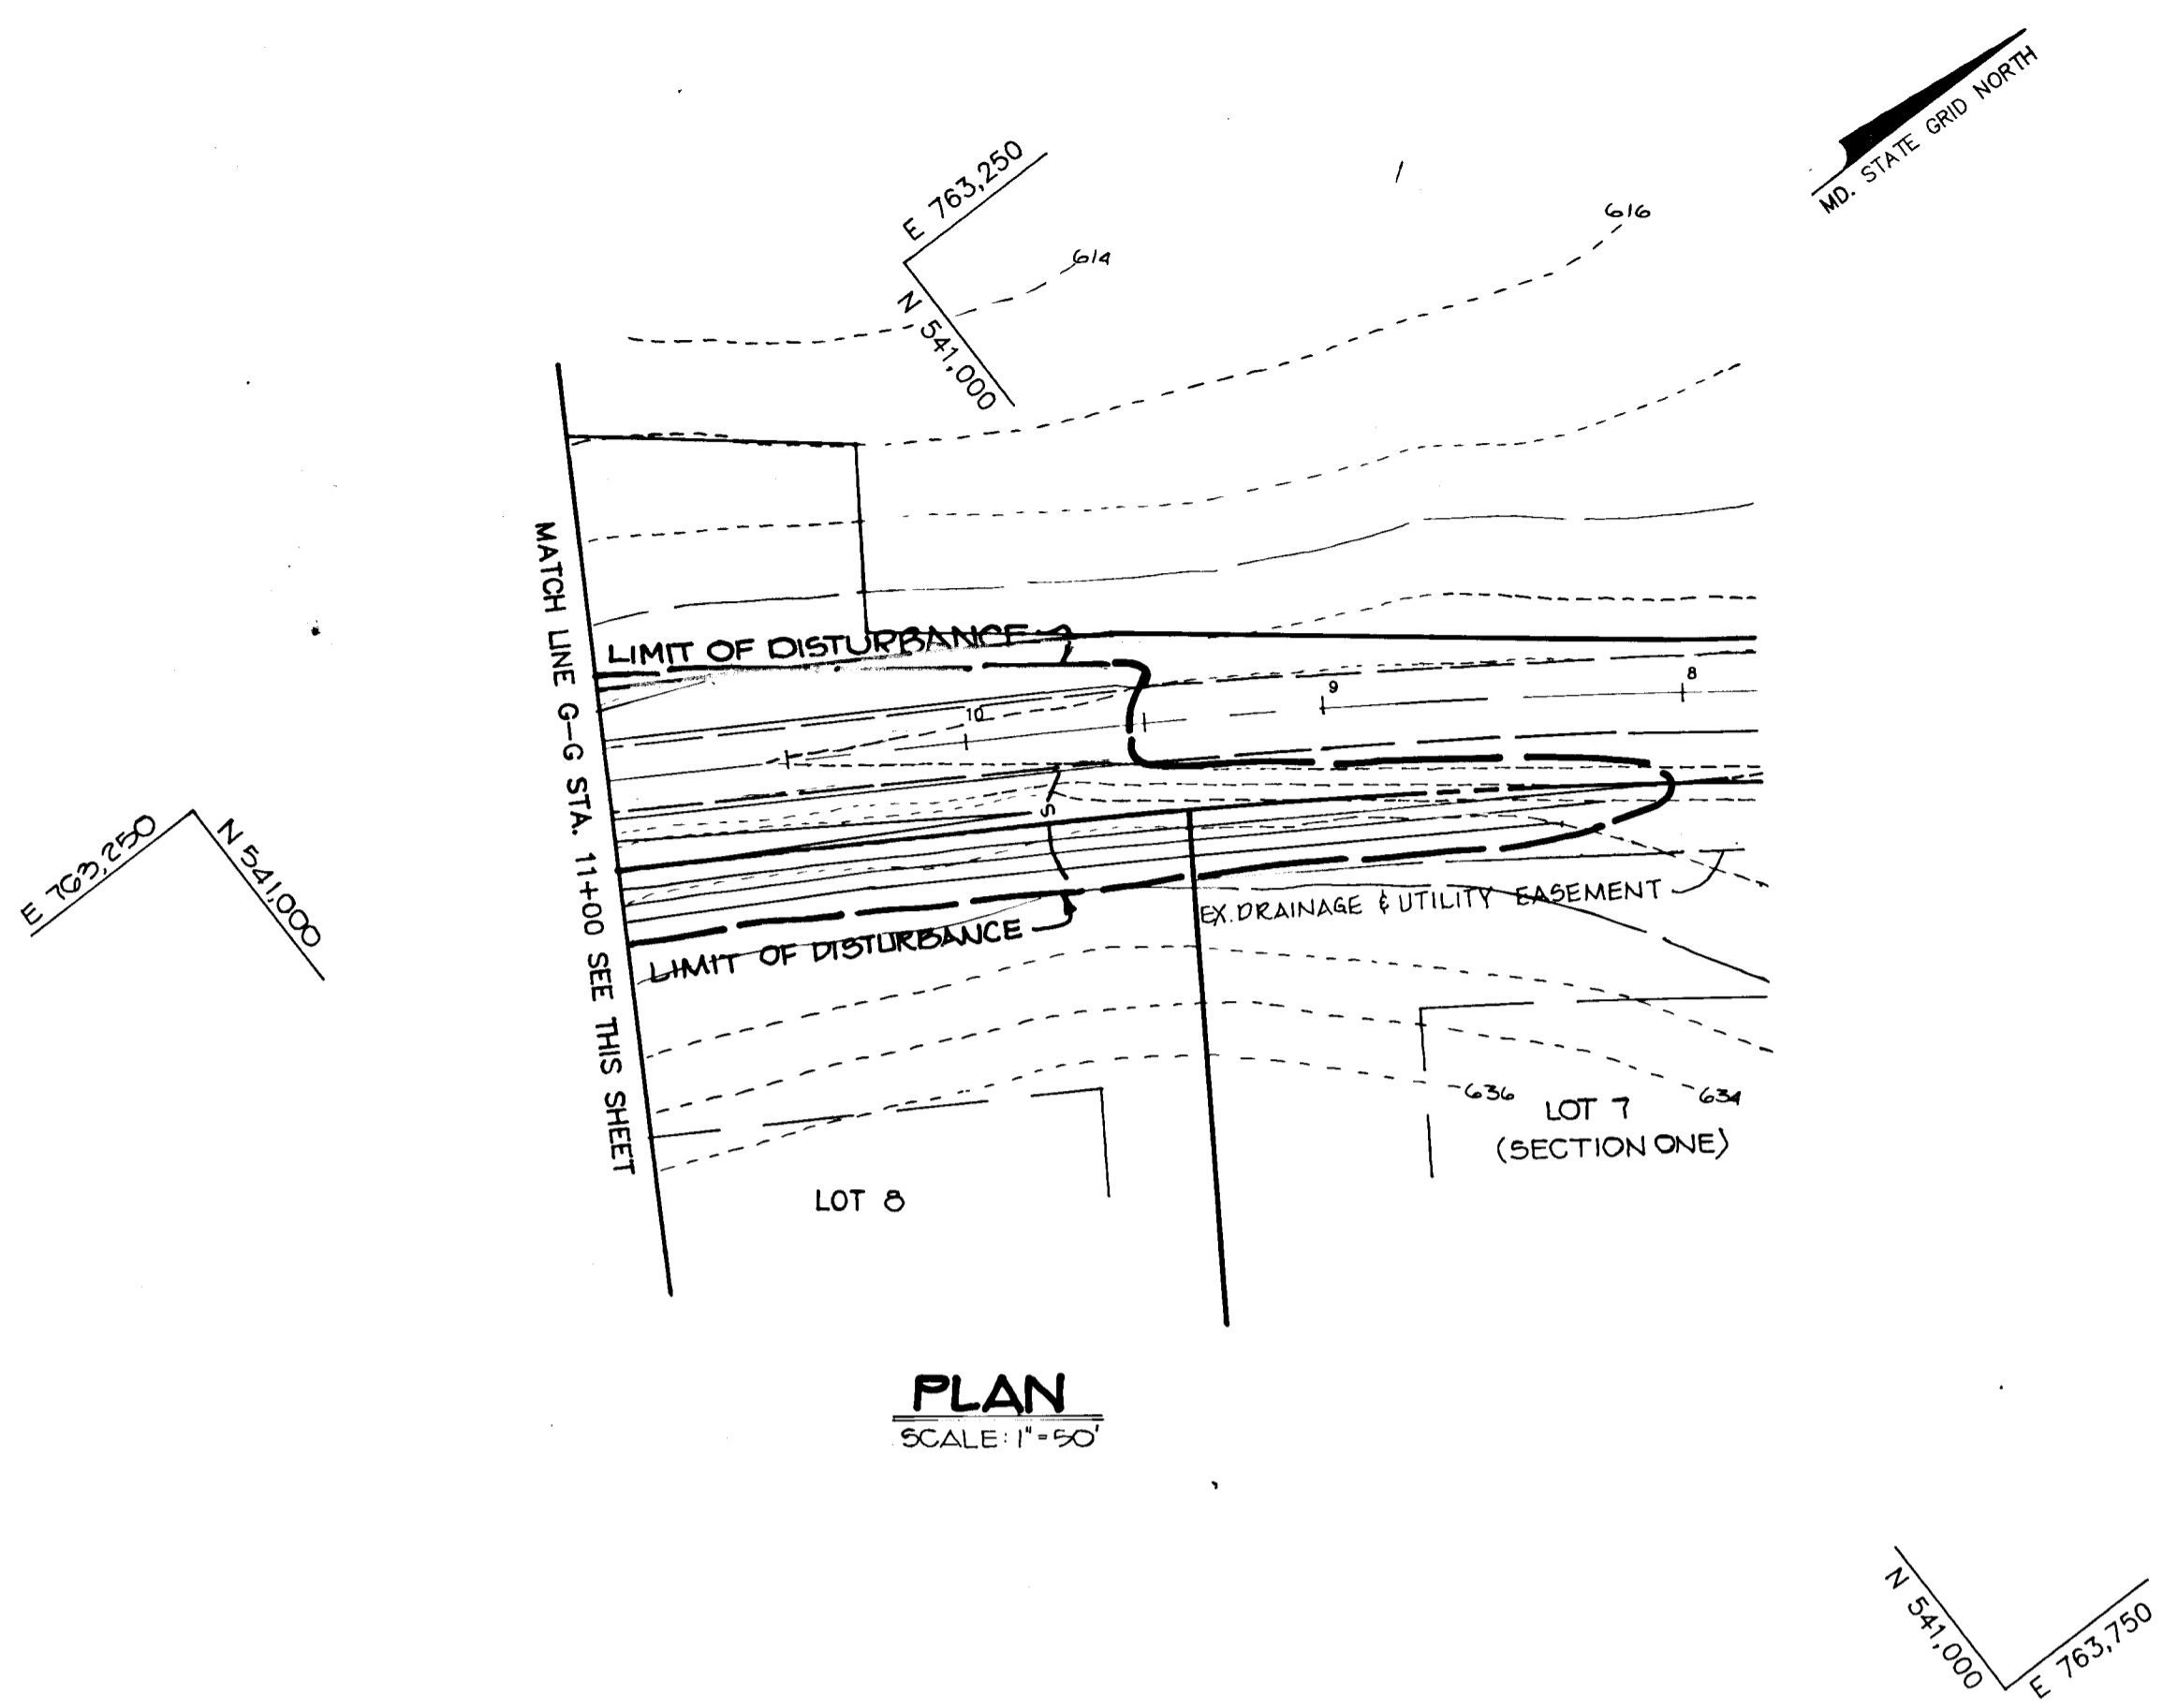 MD. STATE GRID NORTH
E 763,250
N 541,000
614
616
MATCH LINE G-G STA. 11+00 SEE THIS SHEET
LIMIT OF DISTURBANCE
8
9
10
E 763,250
N 541,000
S
EX. DRAINAGE & UTILITY EASEMENT
LIMIT OF DISTURBANCE
636
634
LOT 7
(SECTION ONE)
LOT 8
PLAN
SCALE: 1"=50'
N 541,000
E 763,750